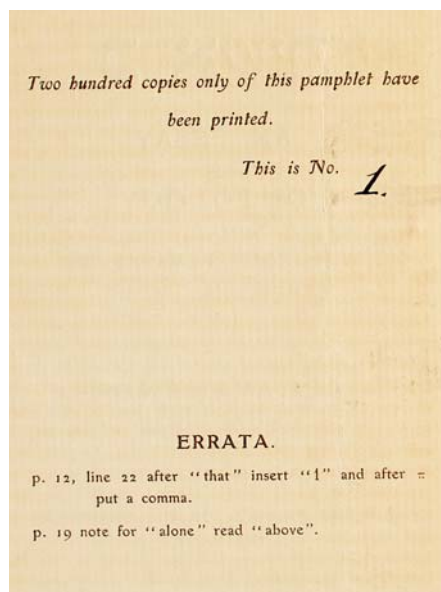 Two hundred copies only of this pamphlet have
been printed.
This is No. 1.
ERRATA.
p. 12, line 22 after “that” insert “1” and after =
put a comma.
p. 19 note for “alone” read “above”.